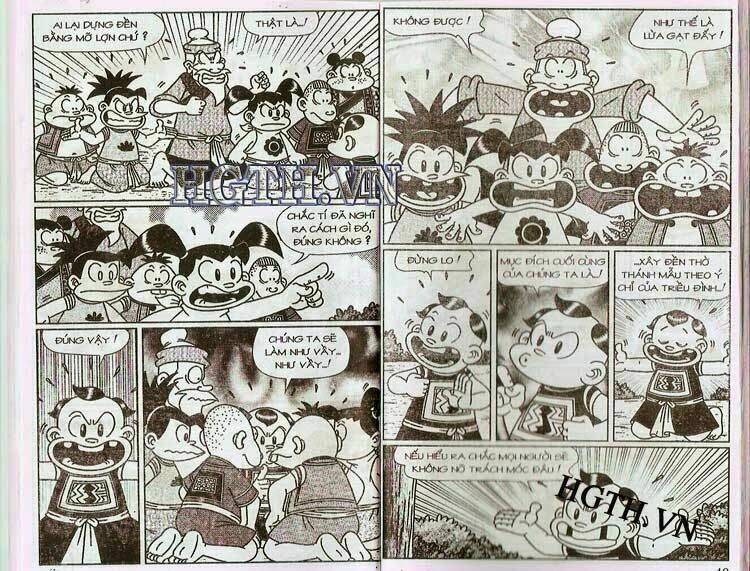 AI LẠI DỰNG ĐỀN
BẰNG MỠ LỢN CHỨ ?
THẬT LÀ...!
HGTH.VN
CHẮC TÍ ĐÃ NGHĨ
RA CÁCH GÌ ĐÓ,
ĐÚNG KHÔNG ?
ĐÚNG VẬY !
CHÚNG TA SẼ
LÀM NHƯ VẦY...
NHƯ VẦY...!
KHÔNG ĐƯỢC !
NHƯ THẾ LÀ
LỪA GẠT ĐẤY !
ĐỪNG LO !
MỤC ĐÍCH CUỐI CÙNG
CỦA CHÚNG TA LÀ...
...XÂY ĐỀN THỜ
THÁNH MẪU THEO Ý
CHỈ CỦA TRIỀU ĐÌNH...
NẾU HIỂU RA CHẮC MỌI NGƯỜI SẼ
KHÔNG NỠ TRÁCH MÓC ĐÂU !
HGTH.VN